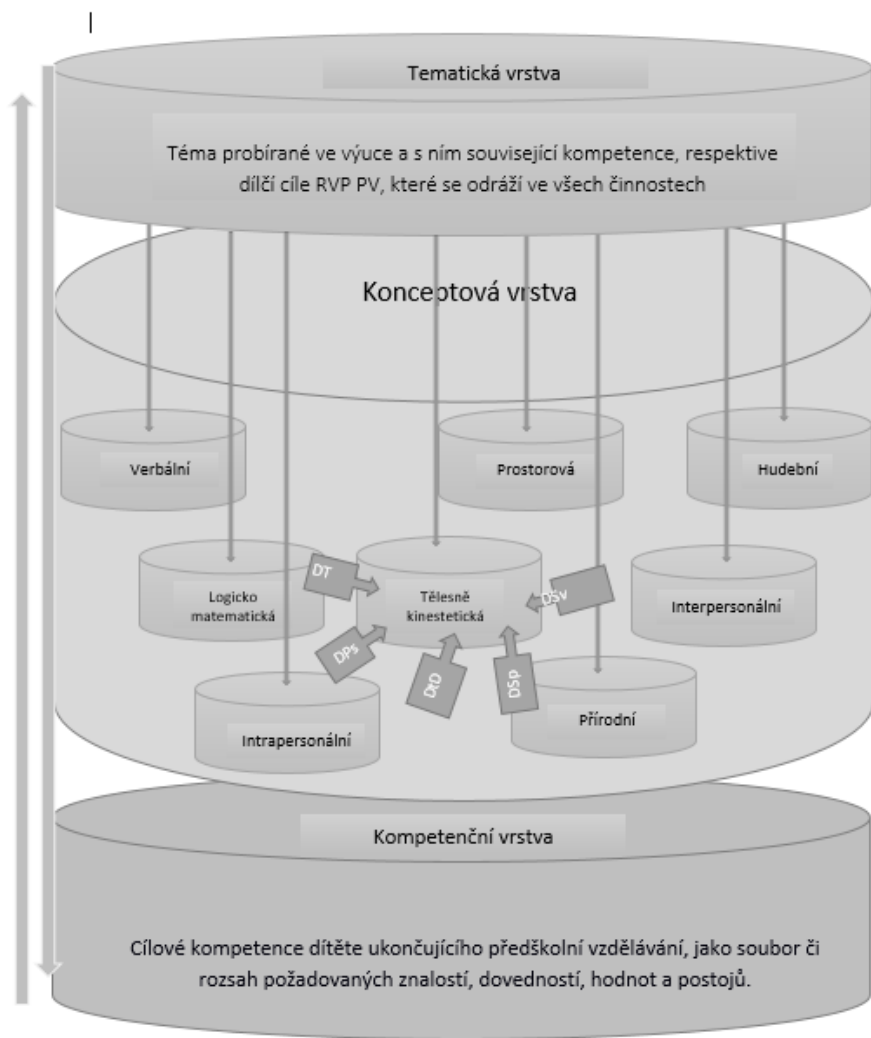 Tematická vrstva
Téma probírané ve výuce a s ním související kompetence, respektive
dílčí cíle RVP PV, které se odráží ve všech činnostech
Konceptová vrstva
Verbální
Prostorová
Hudební
Logicko
matematická
DT
Tělesně
kinestetická
DSv
Interpersonální
DPs
DtD
DSp
Intrapersonální
Přírodní
Kompetenční vrstva
Cílové kompetence dítěte ukončujícího předškolní vzdělávání, jako soubor či
rozsah požadovaných znalostí, dovedností, hodnot a postojů.